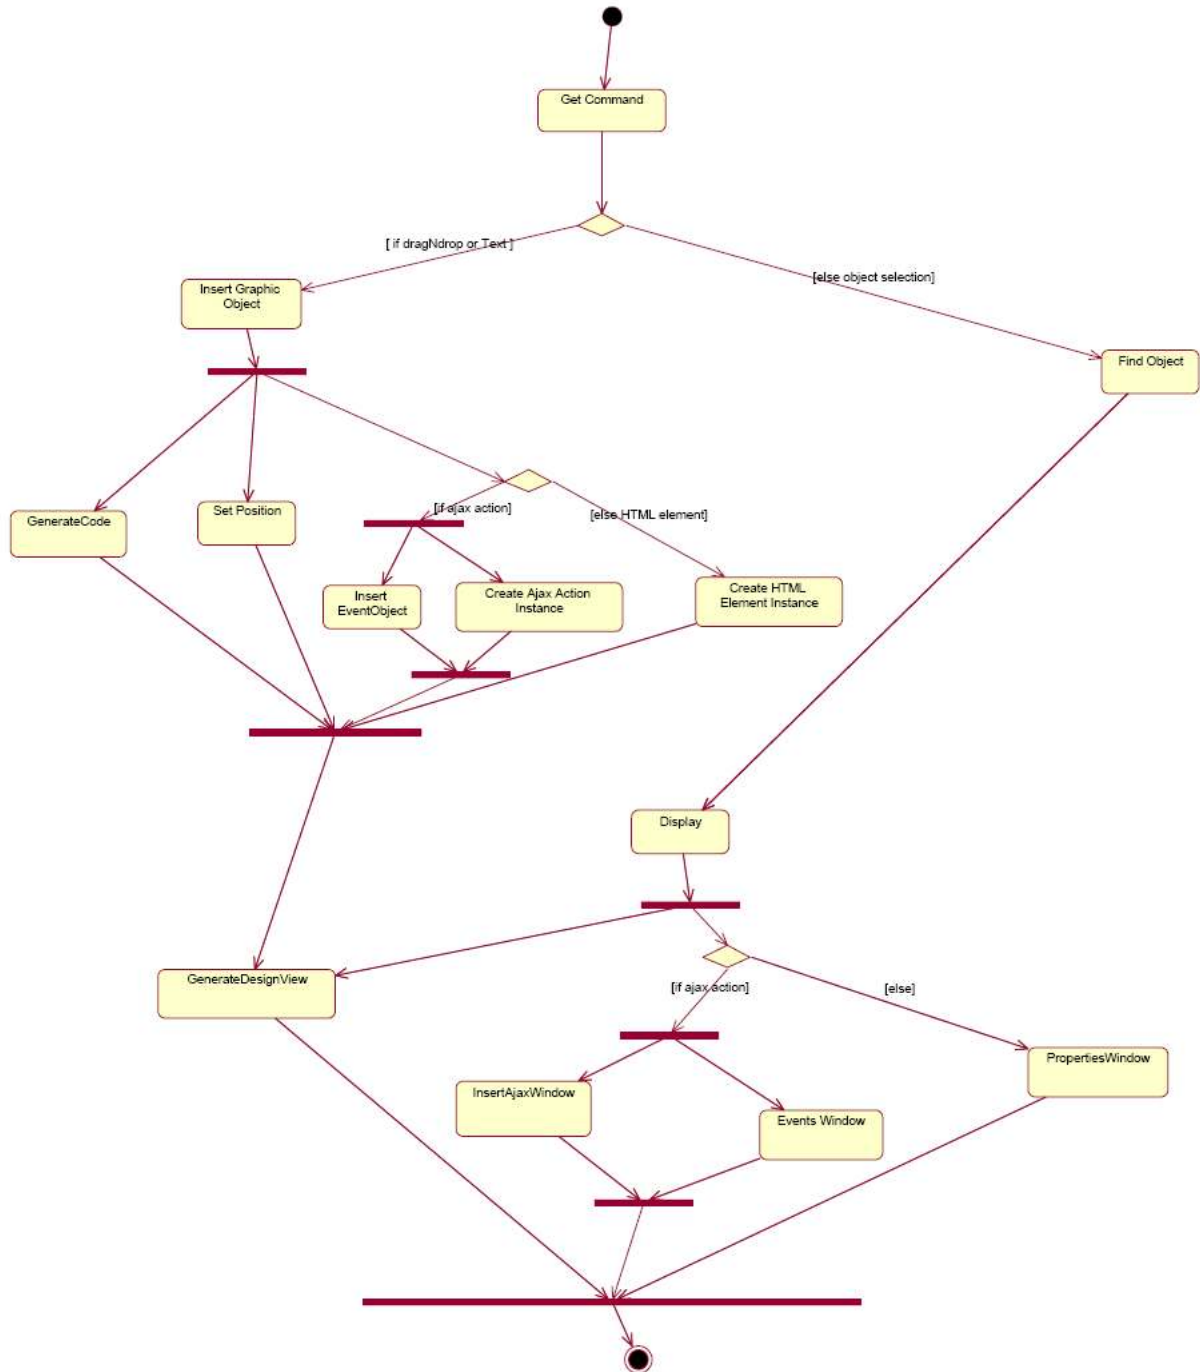 Get Command
[ if dragNdrop or Text ]
[else object selection]
Insert Graphic
Object
Find Object
GenerateCode
Set Position
[if ajax action]
[else HTML element]
Insert
EventObject
Create Ajax Action
Instance
Create HTML
Element Instance
Display
GenerateDesignView
[if ajax action]
[else]
InsertAjaxWindow
Events Window
PropertiesWindow